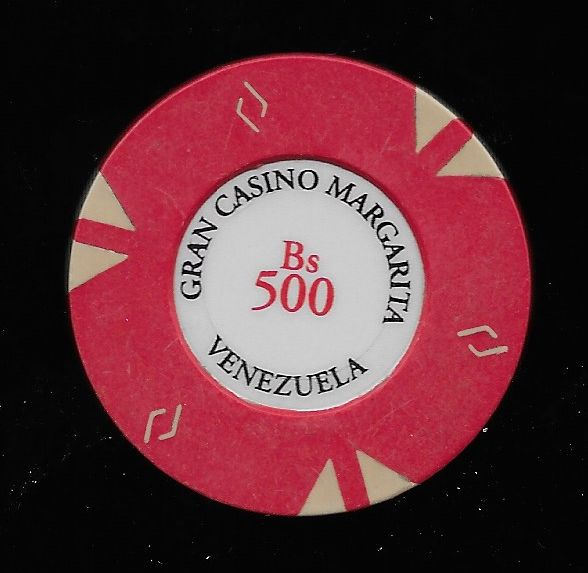 GRAN CASINO MARGARITA
Bs
500
VENEZUELA